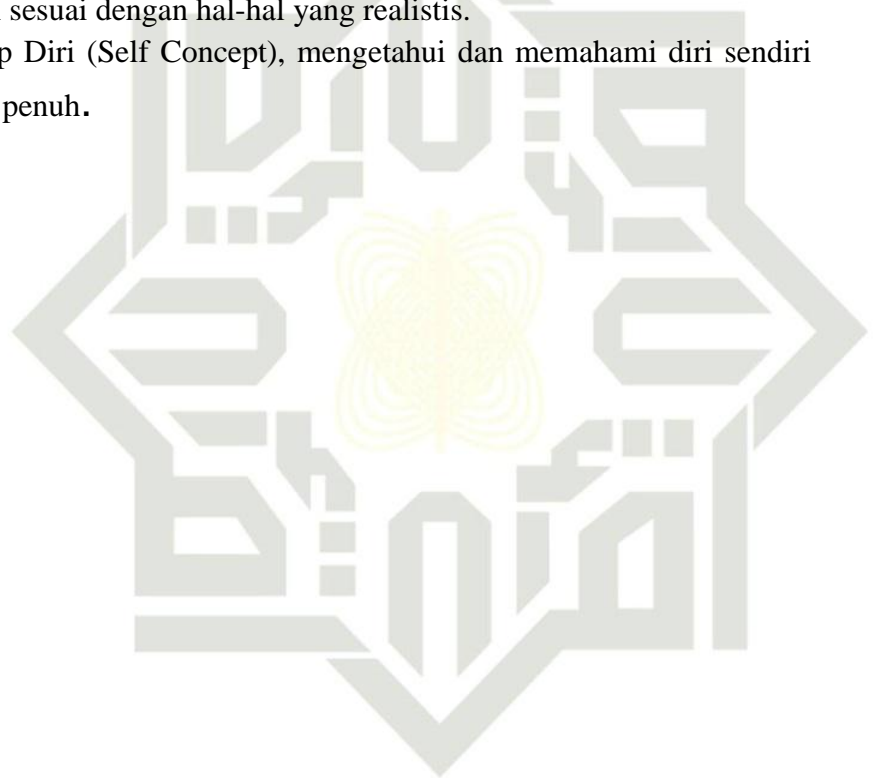 sesuai dengan hal-hal yang realistis.
p Diri (Self Concept), mengetahui dan memahami diri sendiri
penuh.